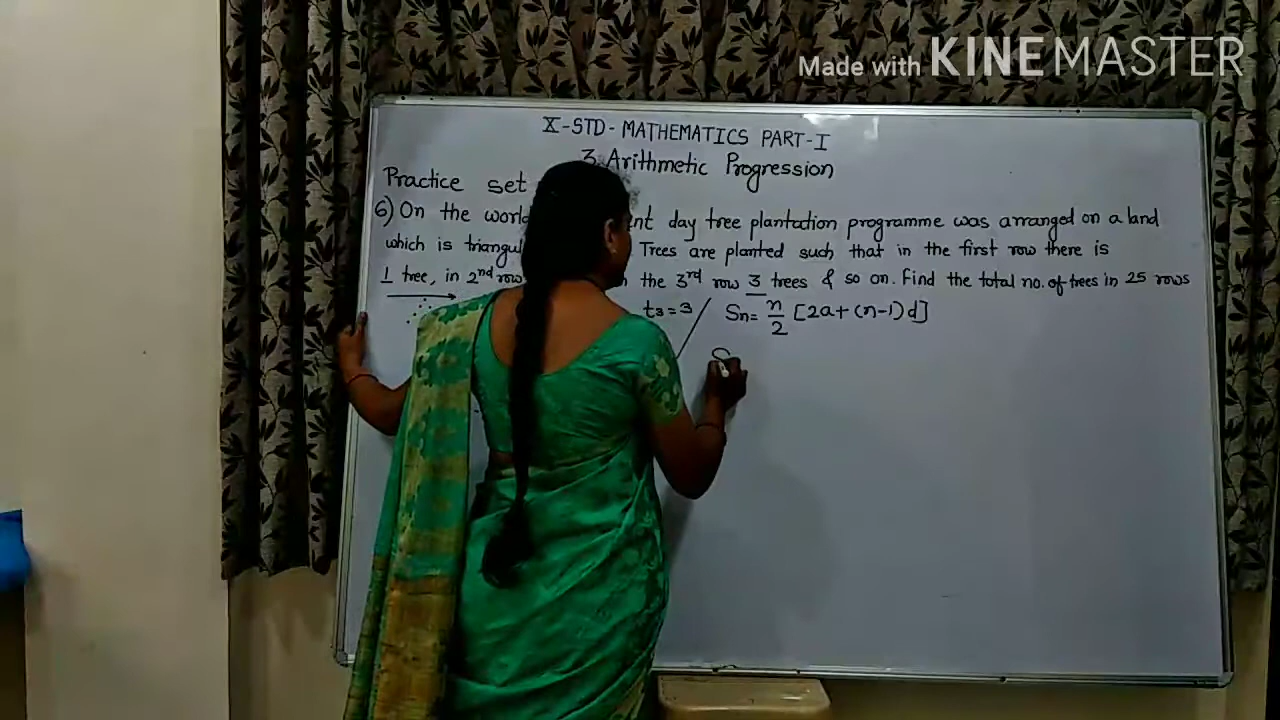 Made with KINEMASTER
X-STD-MATHEMATICS PART-I
3. Arithmetic Progression
Practice set
6) On the world nt day tree plantation programme was arranged on a land
which is triangul Trees are planted such that in the first row there is
1 tree, in 2nd row the 3rd row 3 trees & so on. Find the total no. of trees in 25 rows
t3 = 3 Sn = n/2 [2a+(n-1)d]
S